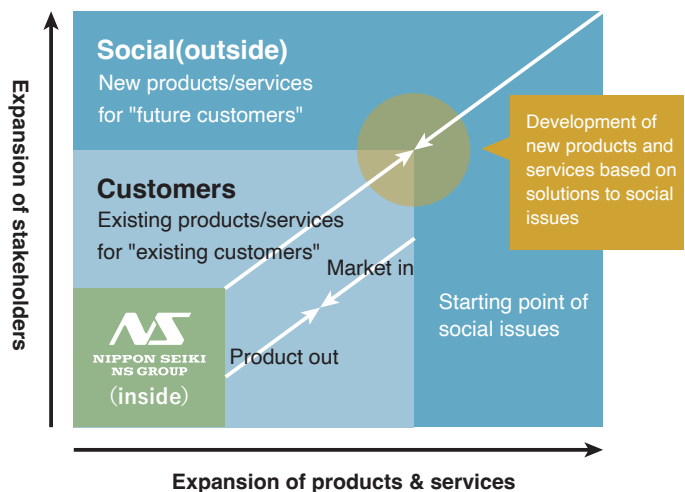 Expansion of stakeholders
Social(outside)
New products/services
for "future customers"
Development of
new products and
services based on
solutions to social
issues
Customers
Existing products/services
for "existing customers"
Market in
Starting point of
social issues
NS
NIPPON SEIKI
NS GROUP
(inside)
Product out
Expansion of products & services